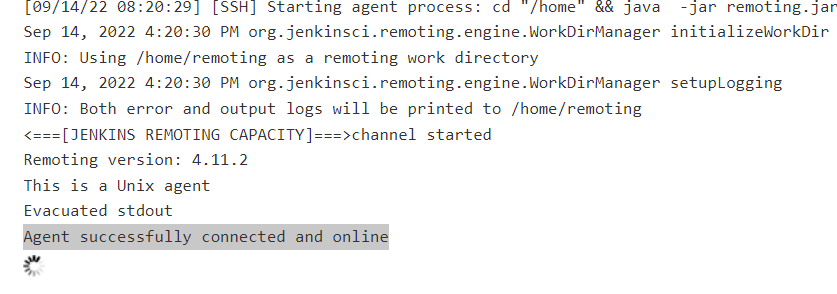 [09/14/22 08:20:29] [SSH] Starting agent process: cd "/home" && java  -jar remoting.jar
Sep 14, 2022 4:20:30 PM org.jenkinsci.remoting.engine.WorkDirManager initializeWorkDir
INFO: Using /home/remoting as a remoting work directory
Sep 14, 2022 4:20:30 PM org.jenkinsci.remoting.engine.WorkDirManager setupLogging
INFO: Both error and output logs will be printed to /home/remoting
<===[JENKINS REMOTING CAPACITY]===>channel started
Remoting version: 4.11.2
This is a Unix agent
Evacuated stdout
Agent successfully connected and online